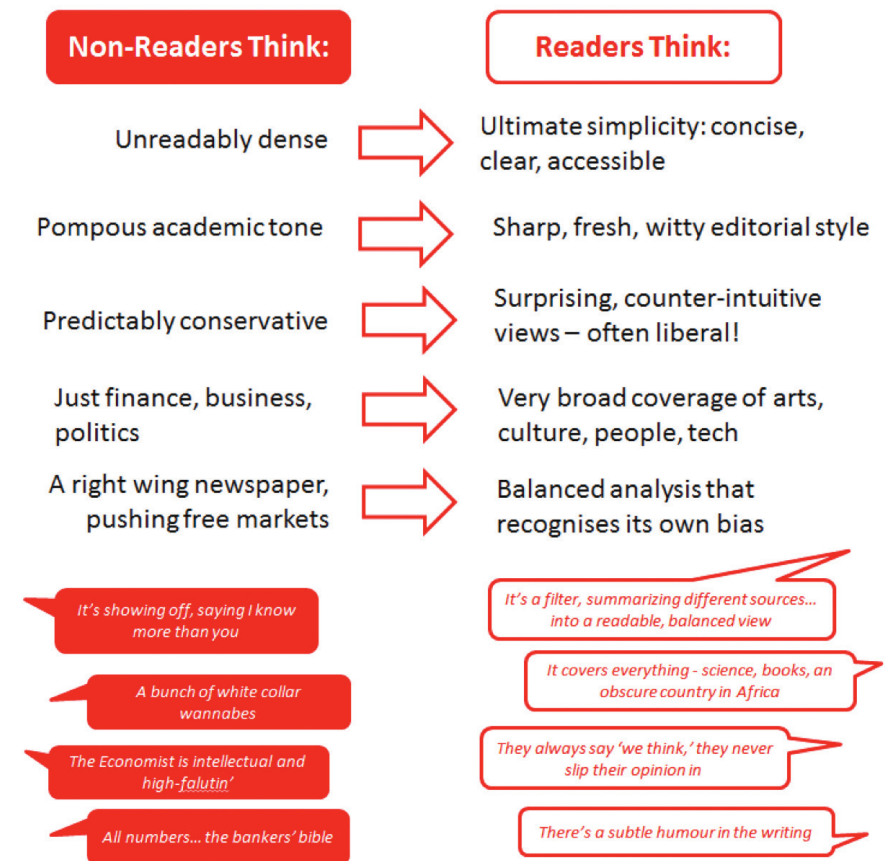 Non-Readers Think:
Readers Think:
Unreadably dense
Ultimate simplicity: concise,
clear, accessible
Pompous academic tone
Sharp, fresh, witty editorial style
Predictably conservative
Surprising, counter-intuitive
views – often liberal!
Just finance, business,
politics
Very broad coverage of arts,
culture, people, tech
A right wing newspaper,
pushing free markets
Balanced analysis that
recognises its own bias
It's showing off, saying I know
more than you
A bunch of white collar
wannabes
The Economist is intellectual and
high-falutin'
All numbers... the bankers' bible
It's a filter, summarizing different sources...
into a readable, balanced view
It covers everything - science, books, an
obscure country in Africa
They always say 'we think,' they never
slip their opinion in
There's a subtle humour in the writing